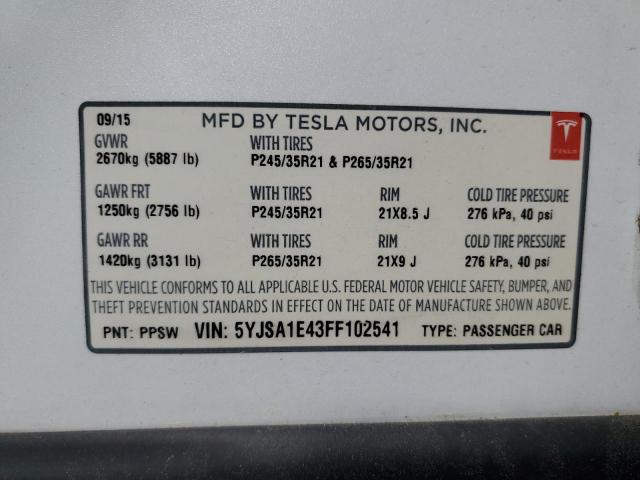 09/15 MFD BY TESLA MOTORS, INC.
TESLA
GVWR WITH TIRES
2670kg (5887 lb) P245/35R21 & P265/35R21
GAWR FRT WITH TIRES RIM COLD TIRE PRESSURE
1250kg (2756 lb) P245/35R21 21X8.5 J 276 kPa, 40 psi
GAWR RR WITH TIRES RIM COLD TIRE PRESSURE
1420kg (3131 lb) P265/35R21 21X9 J 276 kPa, 40 psi
THIS VEHICLE CONFORMS TO ALL APPLICABLE U.S. FEDERAL MOTOR VEHICLE SAFETY, BUMPER, AND
THEFT PREVENTION STANDARDS IN EFFECT ON THE DATE OF MANUFACTURE SHOWN ABOVE.
PNT: PPSW VIN: 5YJSA1E43FF102541 TYPE: PASSENGER CAR